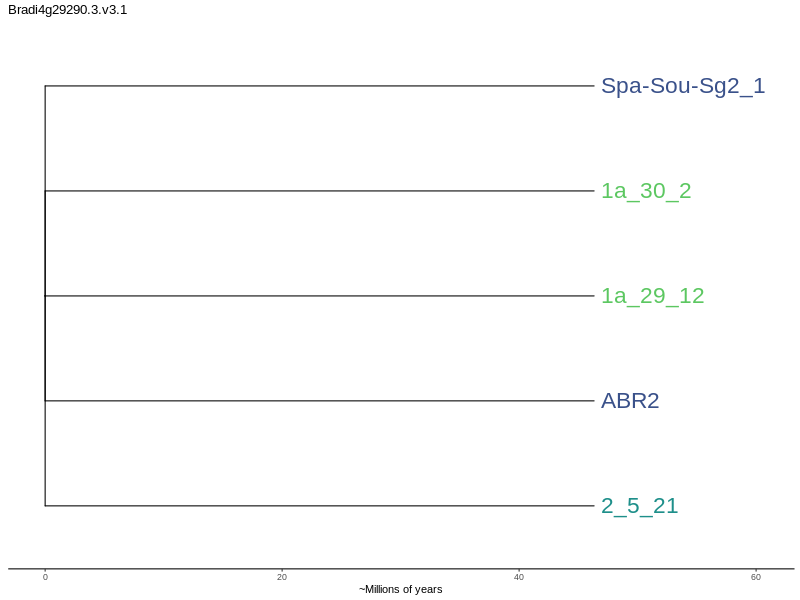 Bradi4g29290.3.v3.1
Spa-Sou-Sg2_1
1a_30_2
1a_29_12
ABR2
2_5_21
0 20 40 60
~Millions of years